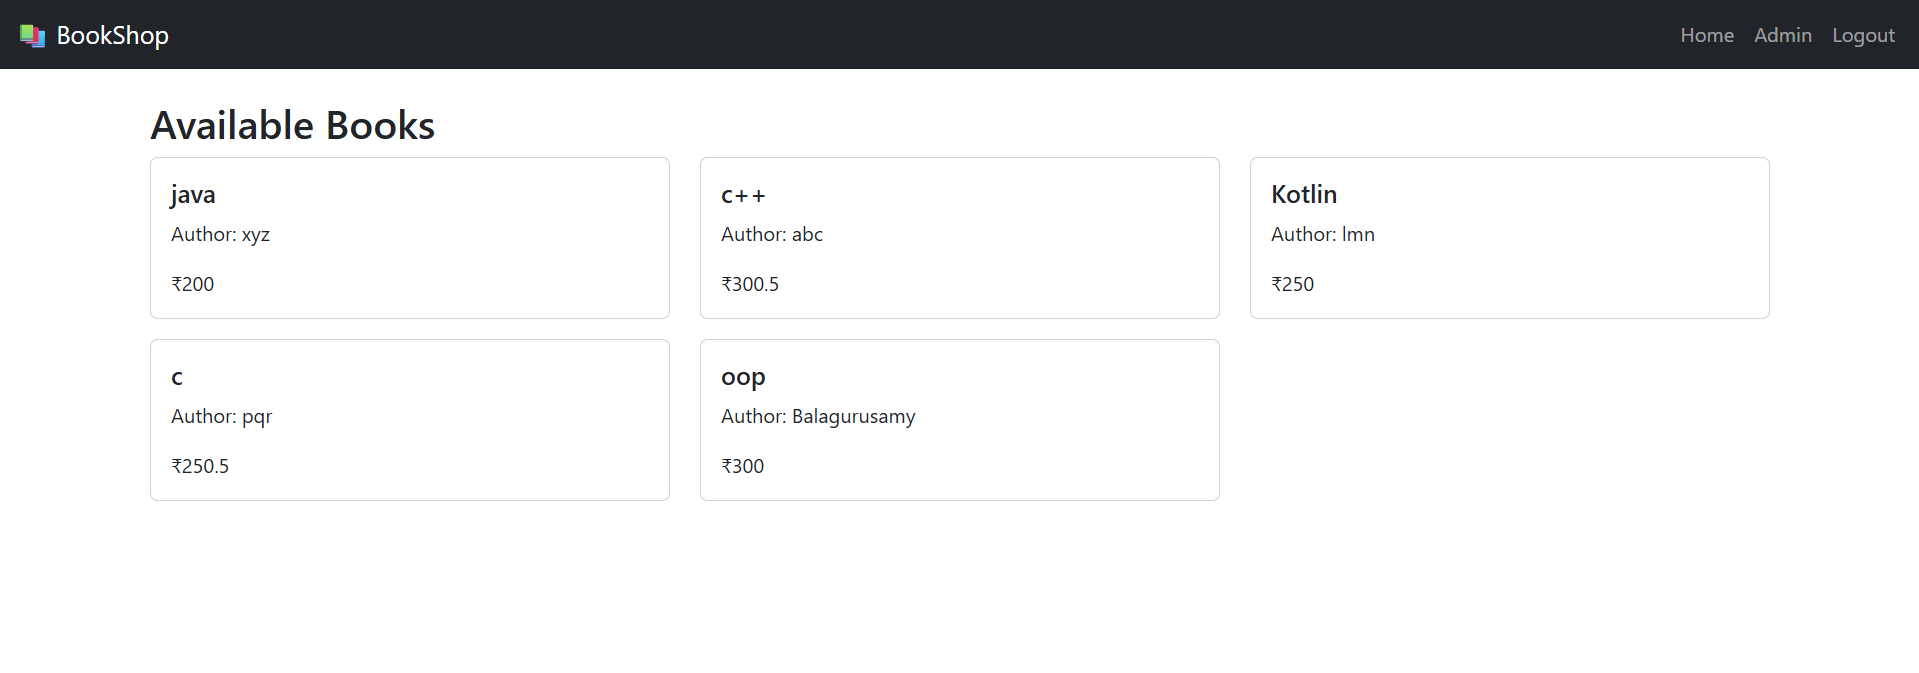 BookShop
Home Admin Logout
Available Books
java
Author: xyz
₹200
c++
Author: abc
₹300.5
Kotlin
Author: lmn
₹250
c
Author: pqr
₹250.5
oop
Author: Balagurusamy
₹300